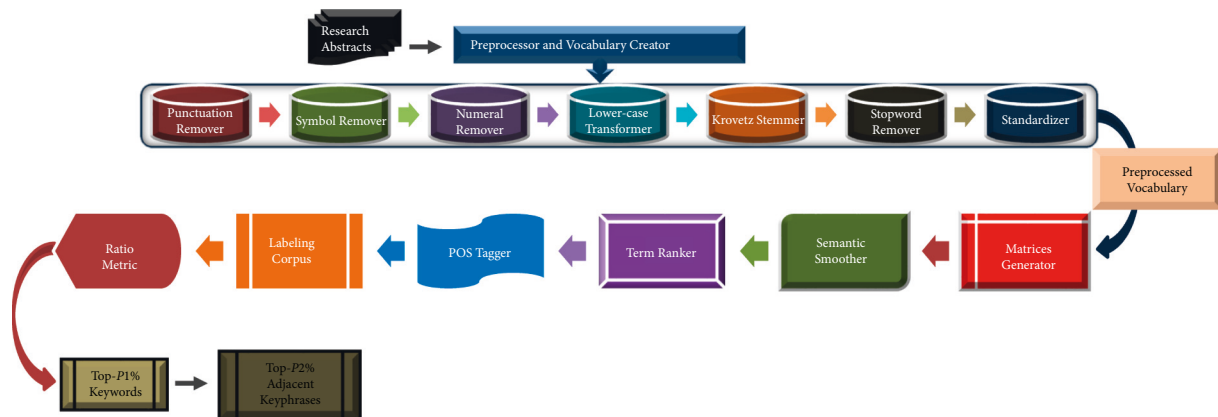 Research
Abstracts
Preprocessor and Vocabulary Creator
Punctuation
Remover
Symbol Remover
Numeral
Remover
Lower-case
Transformer
Krovetz Stemmer
Stopword
Remover
Standardizer
Preprocessed
Vocabulary
Matrices
Generator
Semantic
Smoother
Term Ranker
POS Tagger
Labeling
Corpus
Ratio
Metric
Top-P1%
Keywords
Top-P2%
Adjacent
Keyphrases